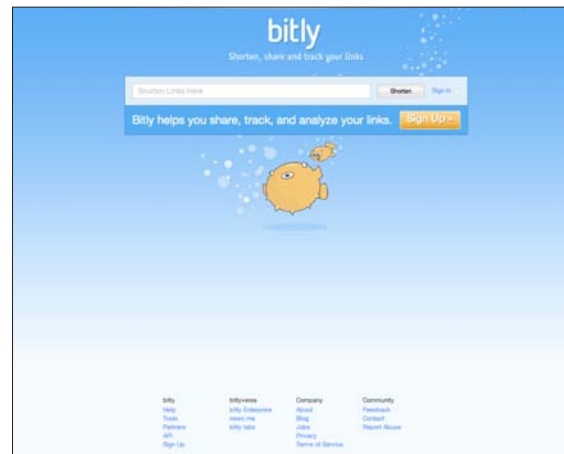 bitly
Shorten, share and track your links
Shorten Links Here
Shorten
Sign In
Bitly helps you share, track, and analyze your links.
Sign Up »
bitly
Help
Tools
Partners
API
Sign Up
bitlyverse
bitly Enterprise
news.me
bitly labs
Company
About
Blog
Jobs
Privacy
Terms of Service
Community
Feedback
Contact
Report Abuse